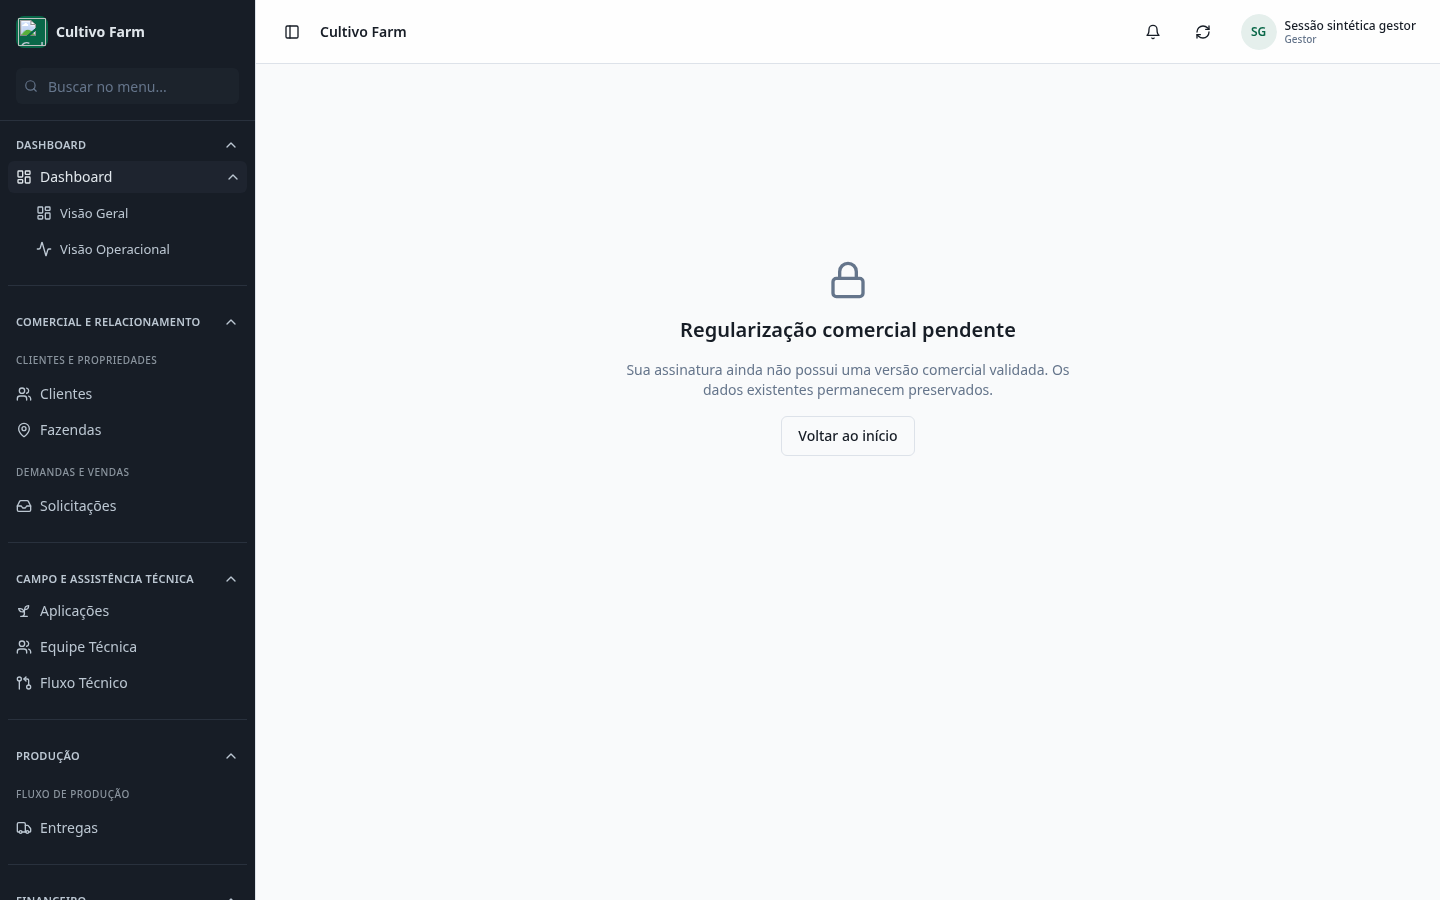 Cultivo Farm
Buscar no menu...
DASHBOARD
Dashboard
Visão Geral
Visão Operacional
COMERCIAL E RELACIONAMENTO
CLIENTES E PROPRIEDADES
Clientes
Fazendas
DEMANDAS E VENDAS
Solicitações
CAMPO E ASSISTÊNCIA TÉCNICA
Aplicações
Equipe Técnica
Fluxo Técnico
PRODUÇÃO
FLUXO DE PRODUÇÃO
Entregas
FINANCEIRO
Cultivo Farm
SG
Sessão sintética gestor
Gestor
Regularização comercial pendente
Sua assinatura ainda não possui uma versão comercial validada. Os
dados existentes permanecem preservados.
Voltar ao início